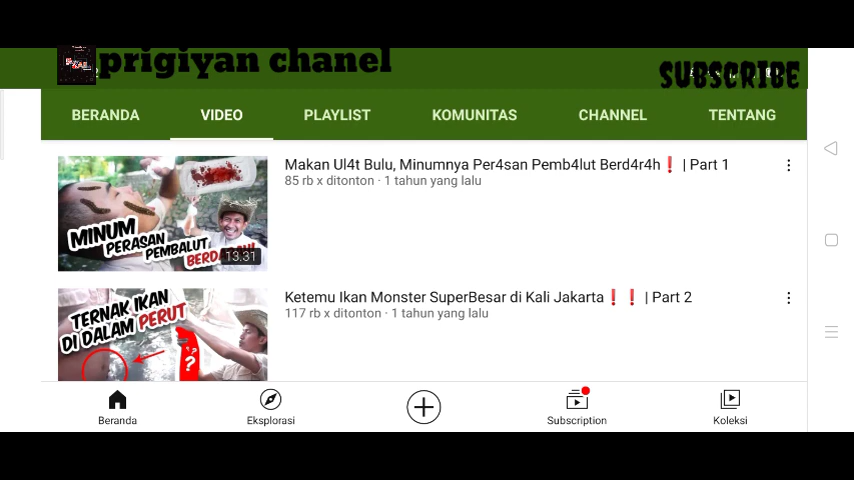 prigiyan chanel
SUBSCRIBE
BERANDA VIDEO PLAYLIST KOMUNITAS CHANNEL TENTANG
Makan Ul4t Bulu, Minumnya Per4san Pemb4lut Berd4r4h❗ | Part 1
85 rb x ditonton · 1 tahun yang lalu
MINUM
PERASAN
PEMBALUT
13.31
Ketemu Ikan Monster SuperBesar di Kali Jakarta❗❗ | Part 2
117 rb x ditonton · 1 tahun yang lalu
TERNAK IKAN
DI DALAM PERUT
?
Beranda Eksplorasi Subscription Koleksi